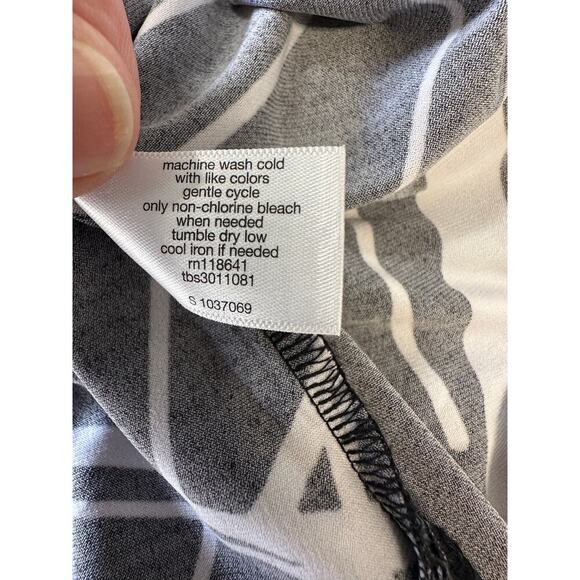 machine wash cold
with like colors
gentle cycle
only non-chlorine bleach
when needed
tumble dry low
cool iron if needed
rn118641
tbs3011081
S 1037069